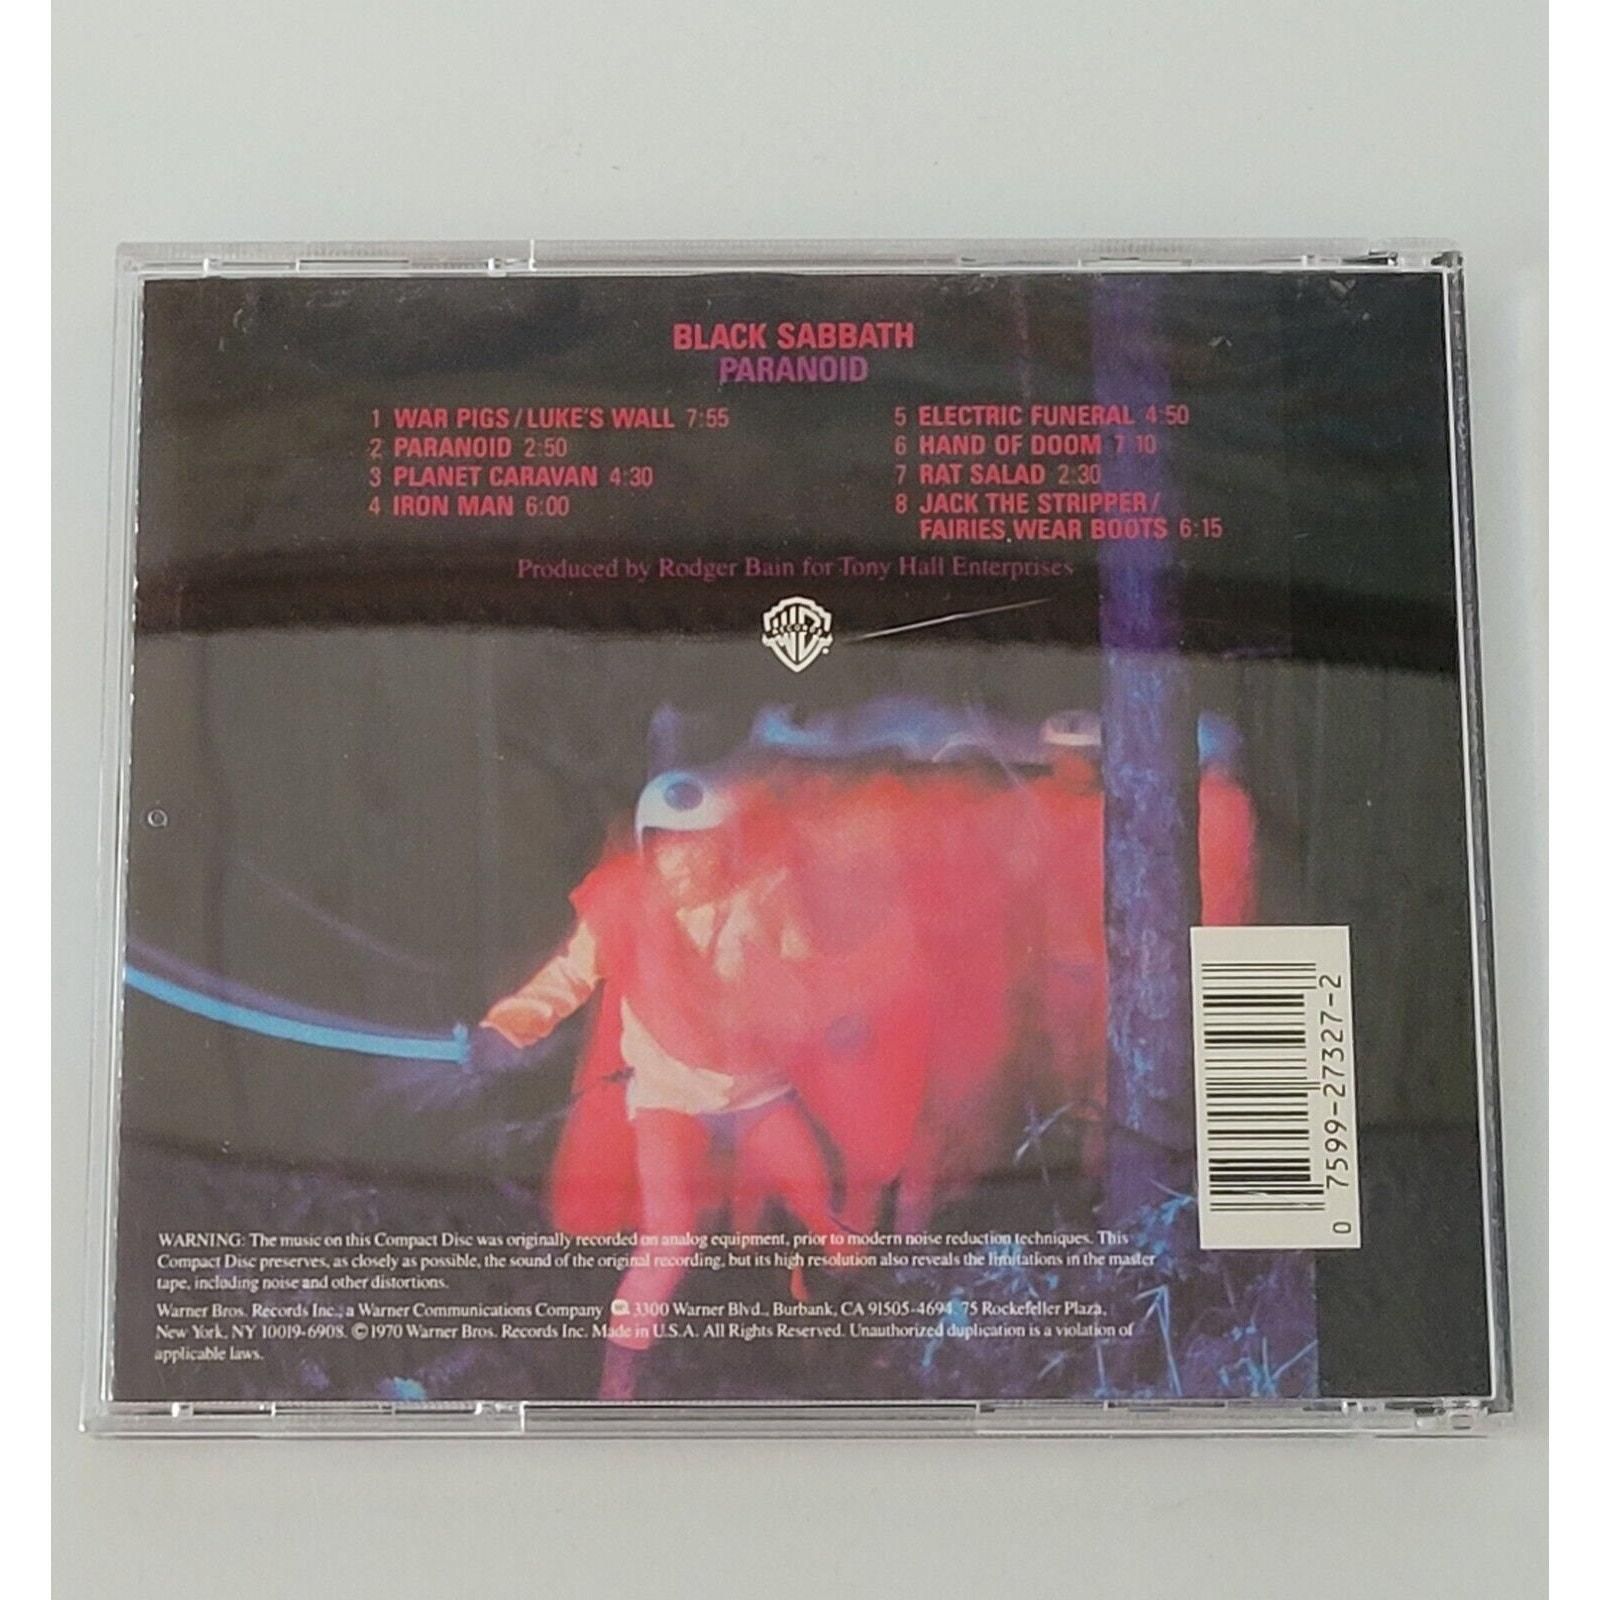 BLACK SABBATH
PARANOID
1 WAR PIGS/LUKE'S WALL 7:55
2 PARANOID 2:50
3 PLANET CARAVAN 4:30
4 IRON MAN 6:00
5 ELECTRIC FUNERAL 4:50
6 HAND OF DOOM 7:10
7 RAT SALAD 2:30
8 JACK THE STRIPPER/
FAIRIES WEAR BOOTS 6:15
Produced by Rodger Bain for Tony Hall Enterprises
WB RECORDS
0 7599-27327-2
WARNING: The music on this Compact Disc was originally recorded on analog equipment, prior to modern noise reduction techniques. This
Compact Disc preserves, as closely as possible, the sound of the original recording, but its high resolution also reveals the limitations in the master
tape, including noise and other distortions.
Warner Bros. Records Inc., a Warner Communications Company 3300 Warner Blvd., Burbank, CA 91505-4694. 75 Rockefeller Plaza,
New York, NY 10019-6908. ©1970 Warner Bros. Records Inc. Made in U.S.A. All Rights Reserved. Unauthorized duplication is a violation of
applicable laws.